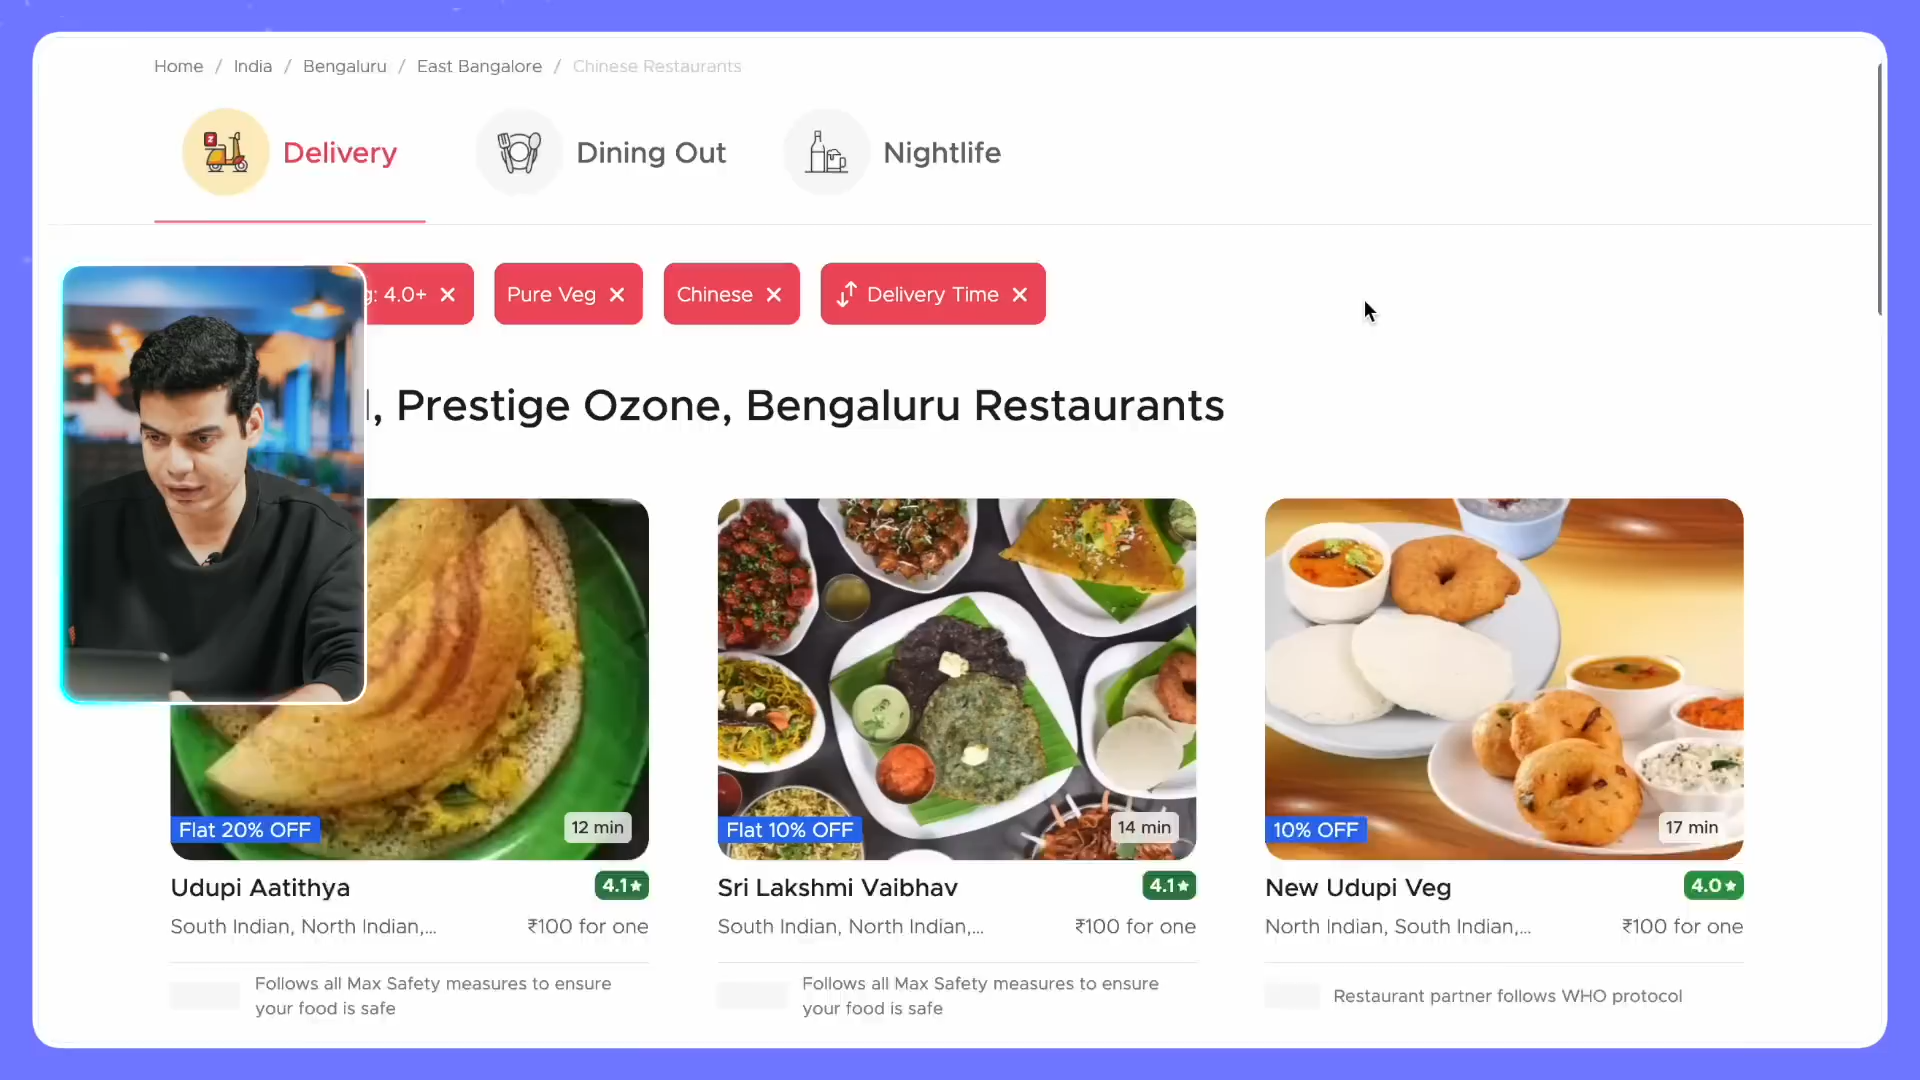 Home / India / Bengaluru / East Bangalore / Chinese Restaurants
Delivery
Dining Out
Nightlife
g: 4.0+ ×
Pure Veg ×
Chinese ×
Delivery Time ×
, Prestige Ozone, Bengaluru Restaurants
Flat 20% OFF
12 min
Flat 10% OFF
14 min
10% OFF
17 min
Udupi Aatithya
4.1★
South Indian, North Indian,...
₹100 for one
Follows all Max Safety measures to ensure
your food is safe
Sri Lakshmi Vaibhav
4.1★
South Indian, North Indian,...
₹100 for one
Follows all Max Safety measures to ensure
your food is safe
New Udupi Veg
4.0★
North Indian, South Indian,...
₹100 for one
Restaurant partner follows WHO protocol